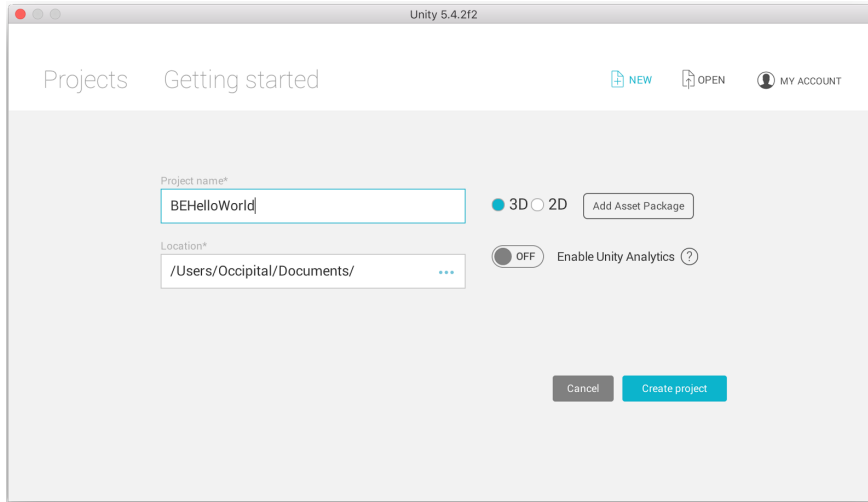 Unity 5.4.2f2
Projects Getting started NEW OPEN MY ACCOUNT
Project name*
BEHelloWorld
3D 2D Add Asset Package
Location*
/Users/Occipital/Documents/ •••
OFF Enable Unity Analytics ?
Cancel Create project